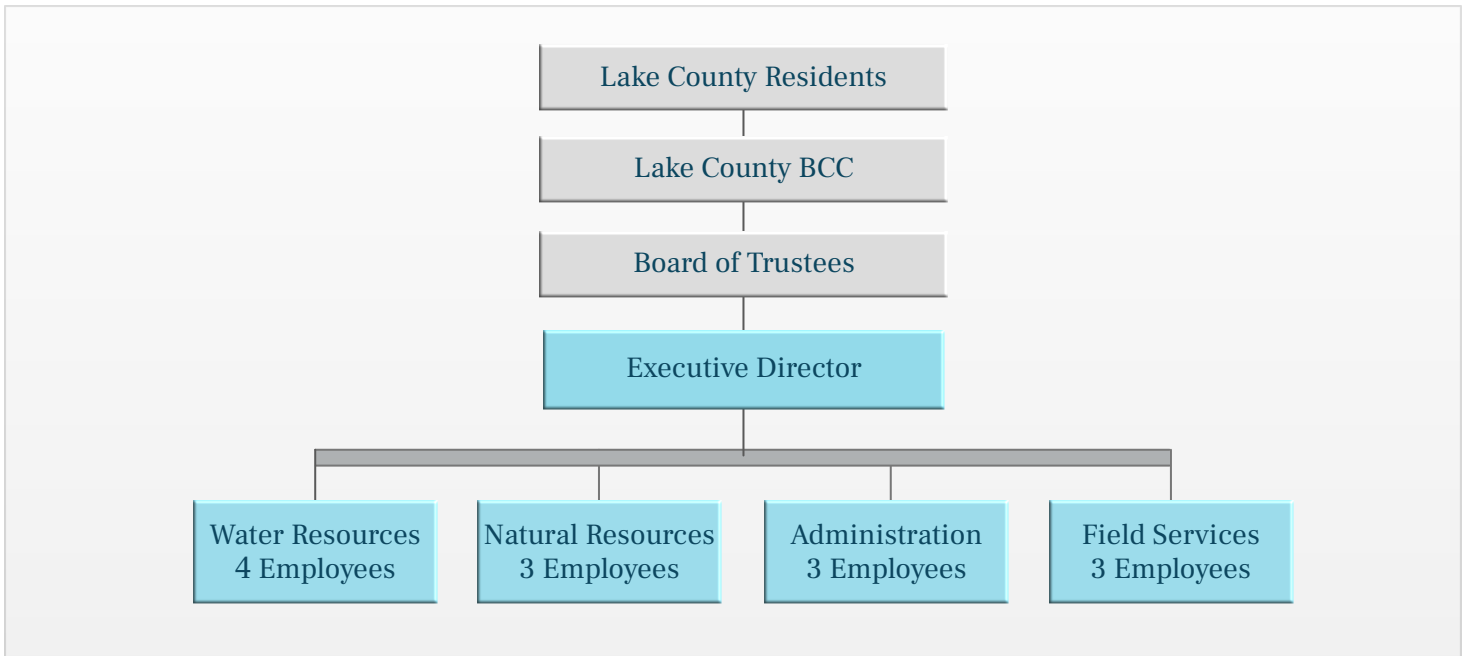 Lake County Residents
Lake County BCC
Board of Trustees
Executive Director
Water Resources
4 Employees
Natural Resources
3 Employees
Administration
3 Employees
Field Services
3 Employees